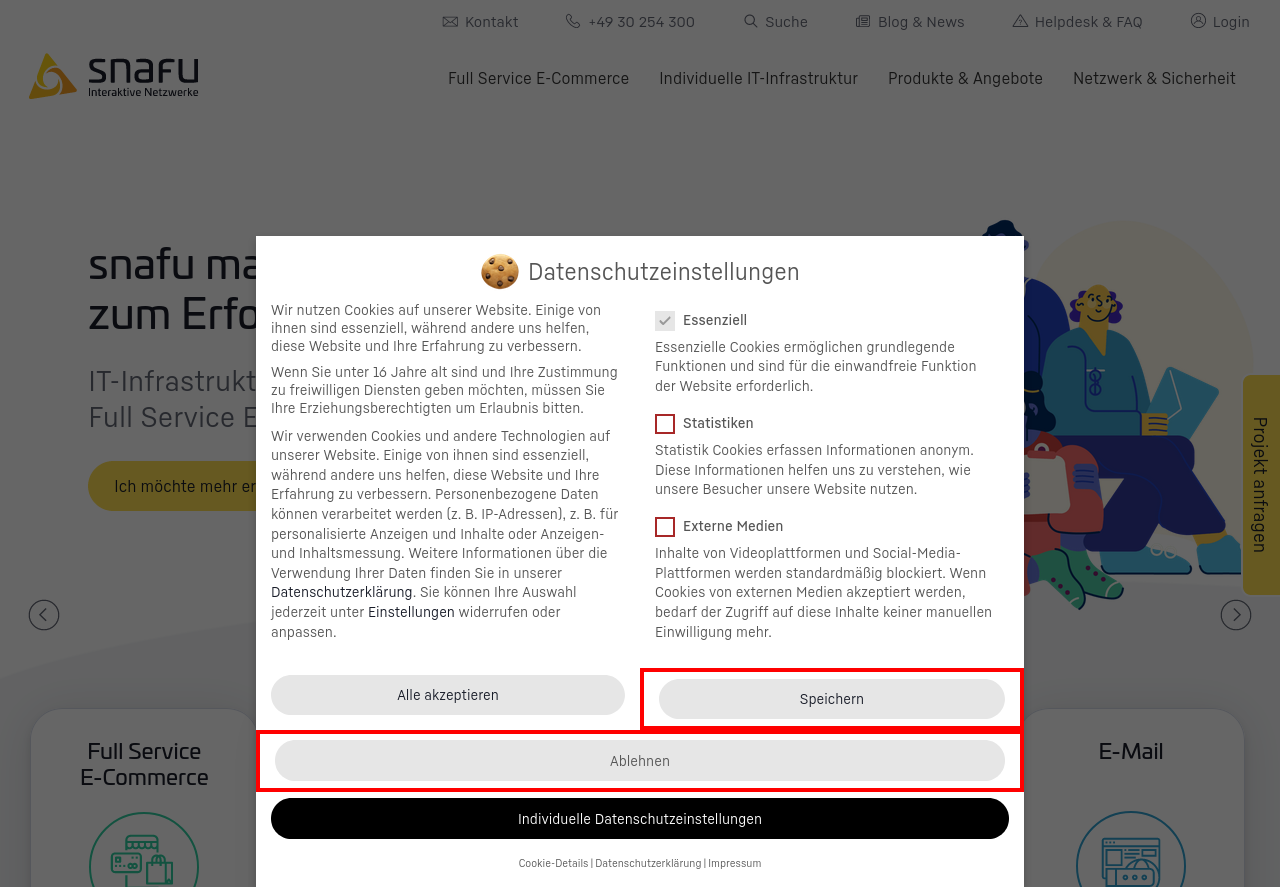 Kontakt +49 30 254 300 Suche Blog & News Helpdesk & FAQ Login
snafu
Interaktive Netzwerke
Full Service E-Commerce Individuelle IT-Infrastruktur Produkte & Angebote Netzwerk & Sicherheit
snafu ma
zum Erfo
IT-Infrastrukt
Full Service E
Ich möchte mehr er
Projekt anfragen
Datenschutzeinstellungen
Wir nutzen Cookies auf unserer Website. Einige von
ihnen sind essenziell, während andere uns helfen,
diese Website und Ihre Erfahrung zu verbessern.
Wenn Sie unter 16 Jahre alt sind und Ihre Zustimmung
zu freiwilligen Diensten geben möchten, müssen Sie
Ihre Erziehungsberechtigten um Erlaubnis bitten.
Wir verwenden Cookies und andere Technologien auf
unserer Website. Einige von ihnen sind essenziell,
während andere uns helfen, diese Website und Ihre
Erfahrung zu verbessern. Personenbezogene Daten
können verarbeitet werden (z. B. IP-Adressen), z. B. für
personalisierte Anzeigen und Inhalte oder Anzeigen-
und Inhaltsmessung. Weitere Informationen über die
Verwendung Ihrer Daten finden Sie in unserer
Datenschutzerklärung. Sie können Ihre Auswahl
jederzeit unter Einstellungen widerrufen oder
anpassen.
Essenziell
Essenzielle Cookies ermöglichen grundlegende
Funktionen und sind für die einwandfreie Funktion
der Website erforderlich.
Statistiken
Statistik Cookies erfassen Informationen anonym.
Diese Informationen helfen uns zu verstehen, wie
unsere Besucher unsere Website nutzen.
Externe Medien
Inhalte von Videoplattformen und Social-Media-
Plattformen werden standardmäßig blockiert. Wenn
Cookies von externen Medien akzeptiert werden,
bedarf der Zugriff auf diese Inhalte keiner manuellen
Einwilligung mehr.
Alle akzeptieren
Speichern
Ablehnen
Individuelle Datenschutzeinstellungen
Cookie-Details | Datenschutzerklärung | Impressum
Full Service
E-Commerce
E-Mail